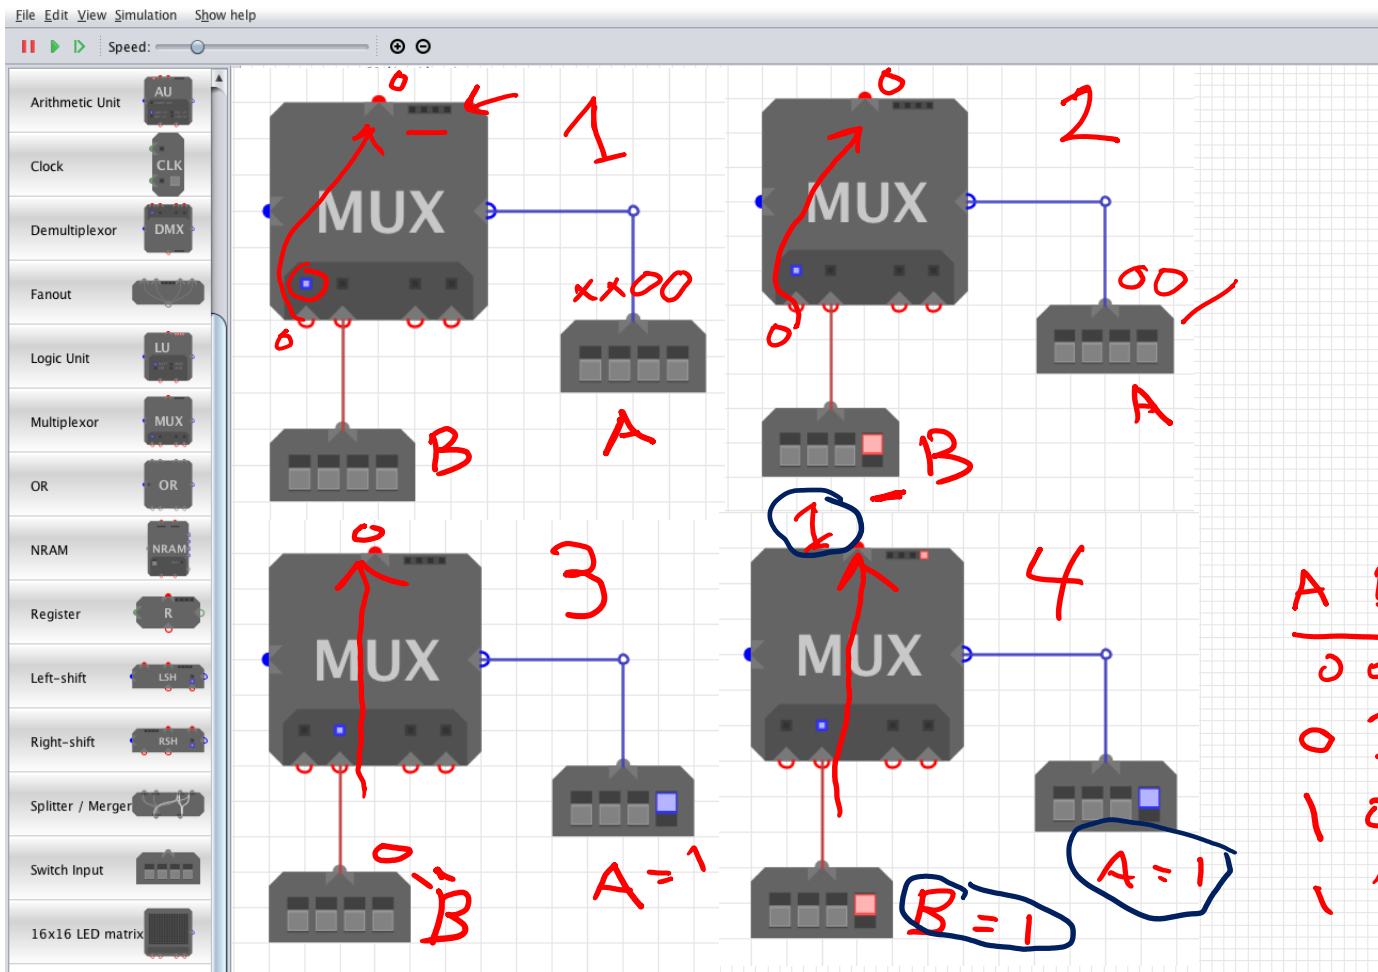 File Edit View Simulation Show help
Speed:
Arithmetic Unit AU
Clock CLK
Demultiplexor DMX
Fanout
Logic Unit LU
Multiplexor MUX
OR OR
NRAM NRAM
Register R
Left-shift LSH
Right-shift RSH
Splitter / Merger
Switch Input
16x16 LED matrix
0
1
MUX
xx00
0
A
B
0
2
MUX
00
0
A
B
0
3
MUX
0
A = 1
B
1
4
MUX
A = 1
B = 1
A
0 0
0
1 0
1